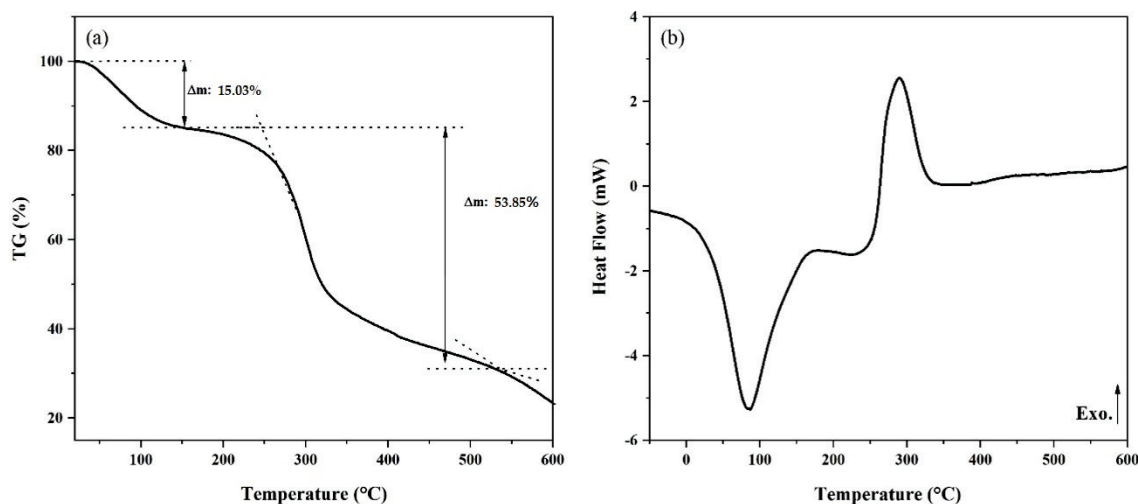 (a)
100
80
60
40
20
TG (%)
Δm: 15.03%
Δm: 53.85%
100 200 300 400 500 600
Temperature (°C)
(b)
4
2
0
-2
-4
-6
Heat Flow (mW)
Exo.
0 100 200 300 400 600
Temperature (°C)